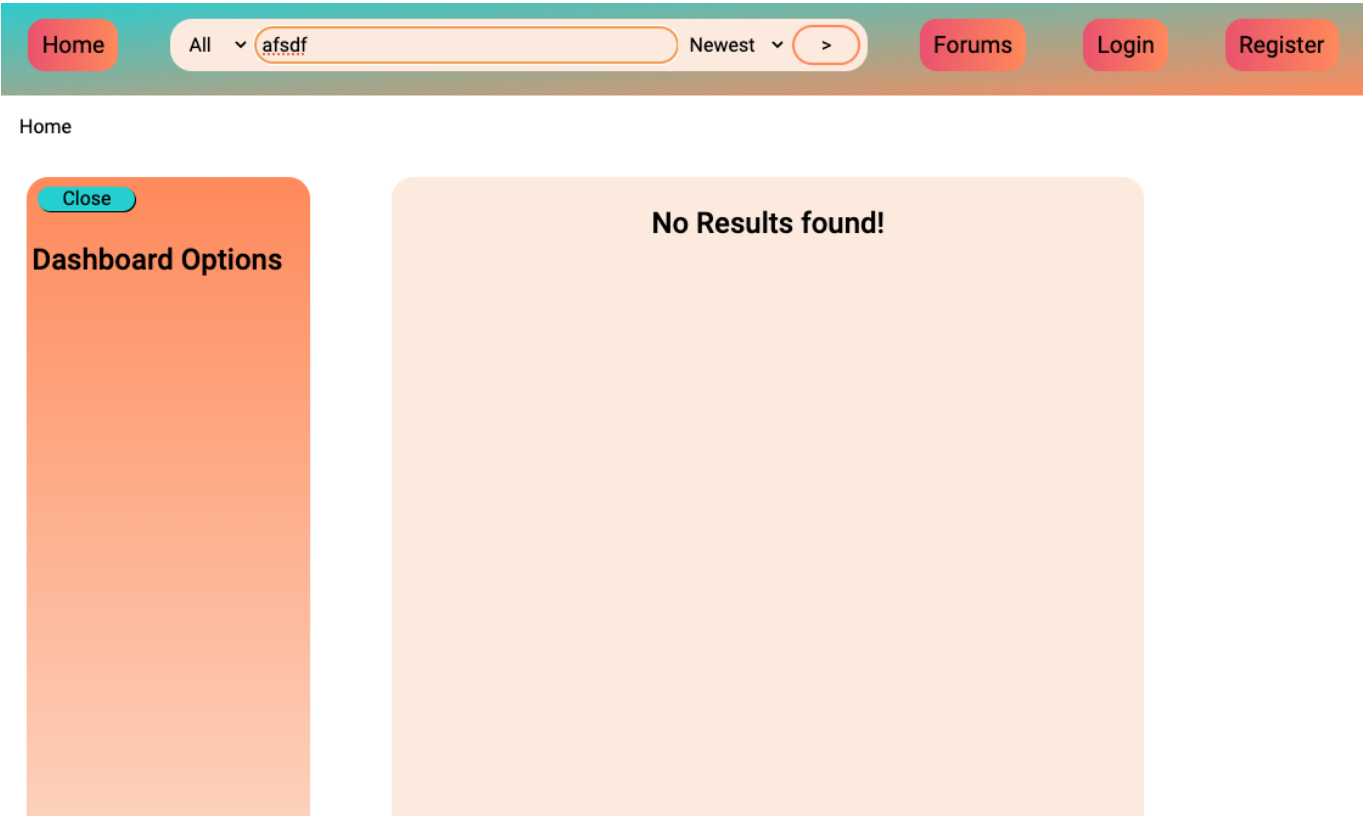 Home All afsdf Newest > Forums Login Register
Home
Close
Dashboard Options
No Results found!